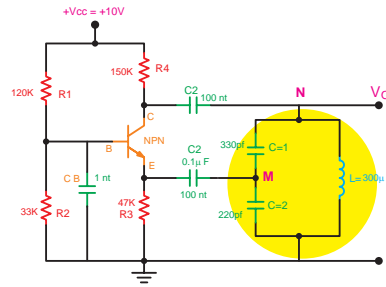 +Vcc = +10V
120K R1
150K R4
C2
100 nt
N
Vo
C
B
NPN
E
C2
0.1μ F
100 nt
330pf
C=1
M
L=300μ
C B
1 nt
33K
R2
47K
R3
220pf
C=2